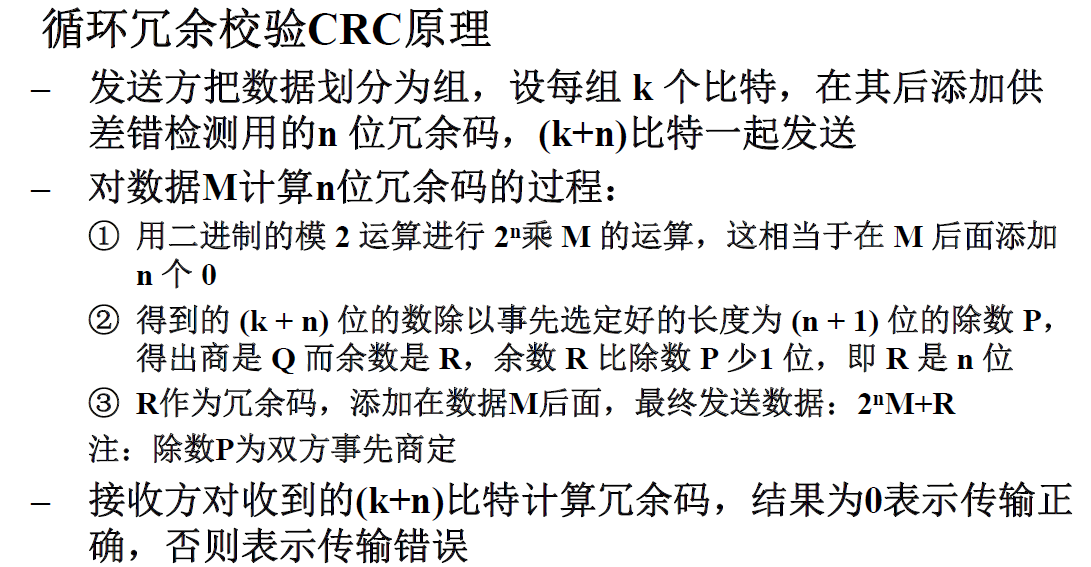 循环冗余校验CRC原理
– 发送方把数据划分为组，设每组 k 个比特，在其后添加供
差错检测用的n 位冗余码，(k+n)比特一起发送
– 对数据M计算n位冗余码的过程：
① 用二进制的模 2 运算进行 2ⁿ乘 M 的运算，这相当于在 M 后面添加
n 个 0
② 得到的 (k + n) 位的数除以事先选定好的长度为 (n + 1) 位的除数 P，
得出商是 Q 而余数是 R，余数 R 比除数 P 少1 位，即 R 是 n 位
③ R作为冗余码，添加在数据M后面，最终发送数据：2ⁿM+R
注：除数P为双方事先商定
– 接收方对收到的(k+n)比特计算冗余码，结果为0表示传输正
确，否则表示传输错误